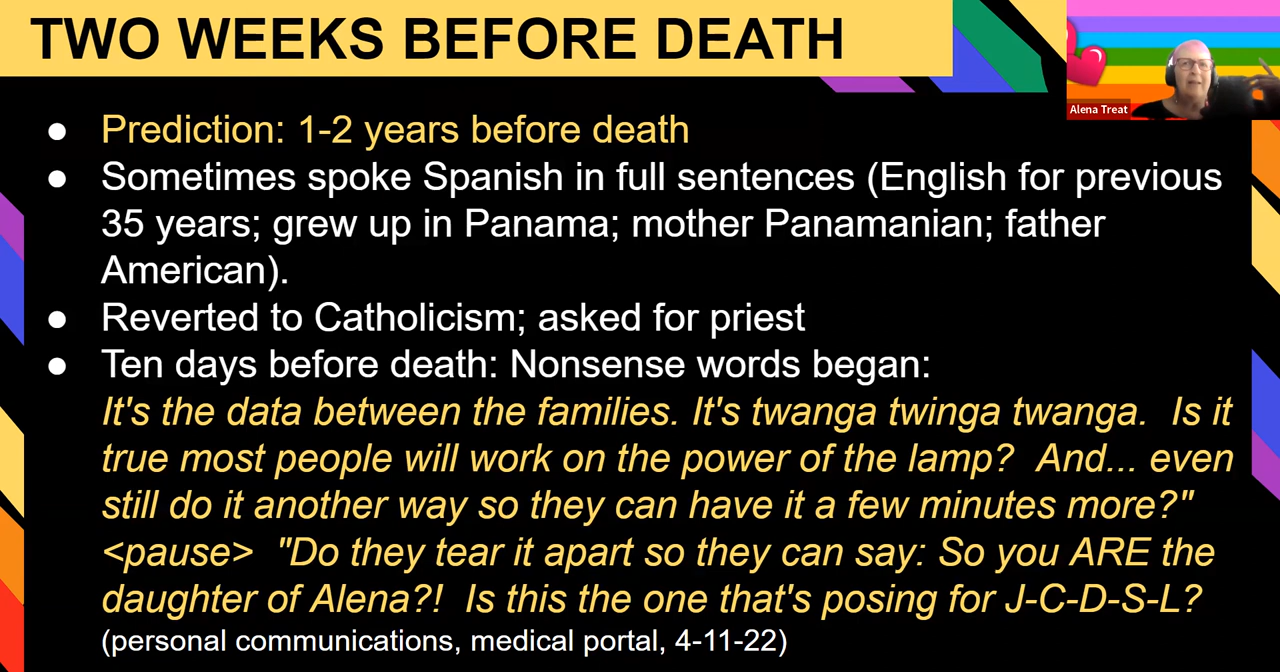 TWO WEEKS BEFORE DEATH
Alena Treat
● Prediction: 1-2 years before death
● Sometimes spoke Spanish in full sentences (English for previous
35 years; grew up in Panama; mother Panamanian; father
American).
● Reverted to Catholicism; asked for priest
● Ten days before death: Nonsense words began:
It's the data between the families. It's twanga twinga twanga.  Is it
true most people will work on the power of the lamp?  And... even
still do it another way so they can have it a few minutes more?"
<pause>  "Do they tear it apart so they can say: So you ARE the
daughter of Alena?!  Is this the one that's posing for J-C-D-S-L?
(personal communications, medical portal, 4-11-22)